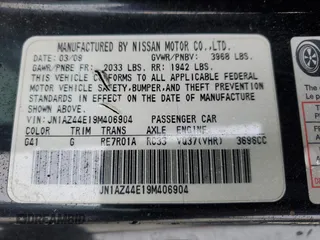 MANUFACTURED BY NISSAN MOTOR CO.,LTD.
DATE: 03/09 GVWR/PNBV: 3968 LBS.
GAWR/PNBE FR: 2033 LBS. RR: 1942 LBS.
THIS VEHICLE CONFORMS TO ALL APPLICABLE FEDERAL
MOTOR VEHICLE SAFETY, BUMPER, AND THEFT PREVENTION
STANDARDS IN EFFECT ON THE DATE OF MANUFACTURE
SHOWN ABOVE.
VIN: JN1AZ44E19M406904 PASSENGER CAR
COLOR TRIM TRANS AXLE ENGINE
G41 G RE7R01A RC33 VQ37(VHR) 3696CC
JN1AZ44E19M406904